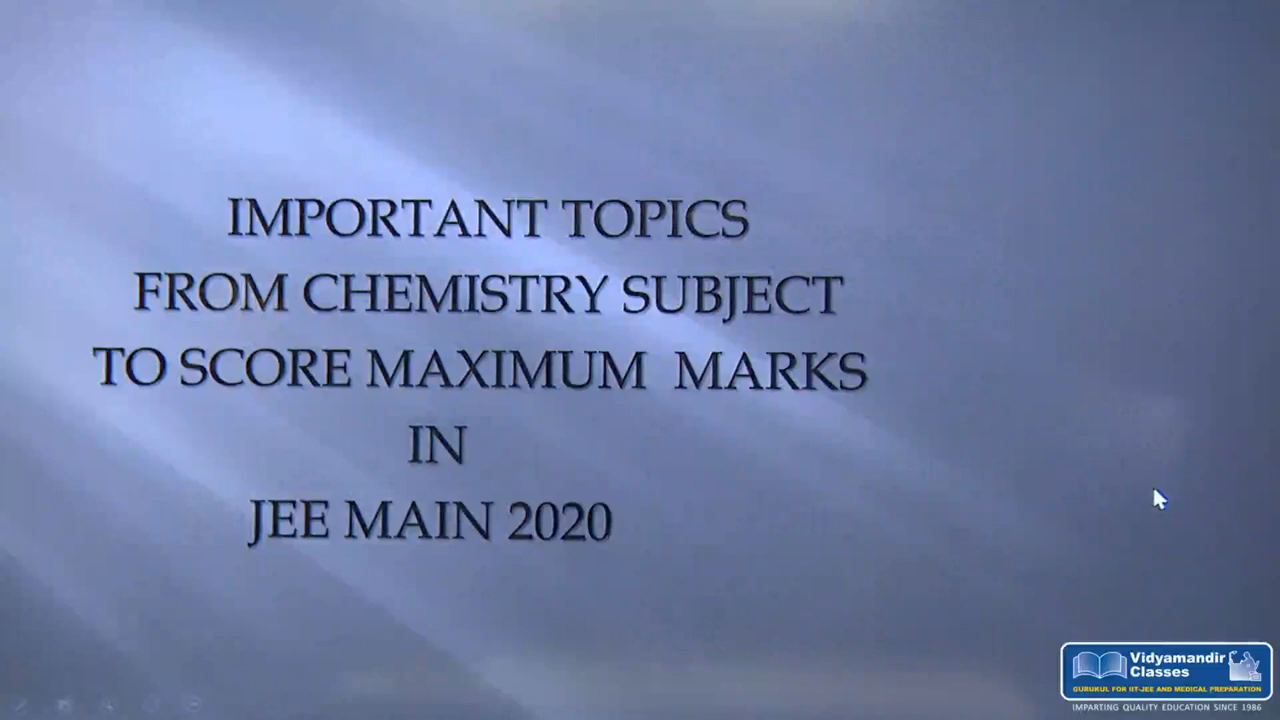 IMPORTANT TOPICS
FROM CHEMISTRY SUBJECT
TO SCORE MAXIMUM MARKS
IN
JEE MAIN 2020
Vidyamandir
Classes
GURUKUL FOR IIT-JEE AND MEDICAL PREPARATION
IMPARTING QUALITY EDUCATION SINCE 1986